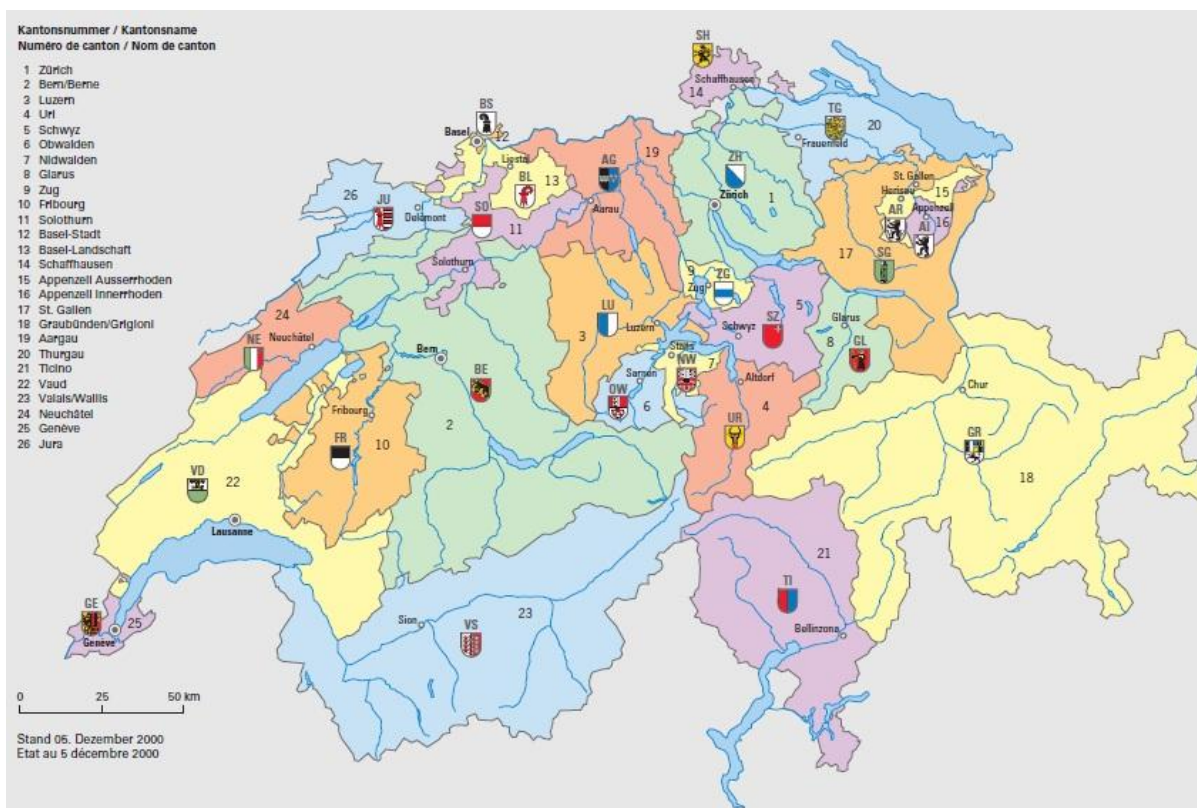 Kantonsnummer / Kantonsname
Numéro de canton / Nom de canton
1 Zürich
2 Bern/Berne
3 Luzern
4 Uri
5 Schwyz
6 Obwalden
7 Nidwalden
8 Glarus
9 Zug
10 Fribourg
11 Solothurn
12 Basel-Stadt
13 Basel-Landschaft
14 Schaffhausen
15 Appenzell Ausserrhoden
16 Appenzell Innerrhoden
17 St. Gallen
18 Graubünden/Grigioni
19 Aargau
20 Thurgau
21 Ticino
22 Vaud
23 Valais/Wallis
24 Neuchâtel
25 Genève
26 Jura
SH
Schaffhausen
14
BS
Basel
12
TG
20
Frauenfeld
Liestal
BL
13
AG
19
ZH
Zürich
1
St. Gallen
Herisau
15
AR
Appenzell
AI
16
26
JU
Delémont
SO
11
Aarau
Solothurn
17
SG
9
Zug
ZG
24
NE
Neuchâtel
LU
Luzern
3
5
Schwyz
SZ
Glarus
8
GL
Bern
BE
2
Stans
NW
7
Sarnen
OW
6
Altdorf
4
UR
Chur
GR
18
Fribourg
FR
10
VD
22
Lausanne
21
TI
Bellinzona
GE
Genève
25
Sion
VS
23
0 25 50 km
Stand 05. Dezember 2000
Etat au 5 décembre 2000